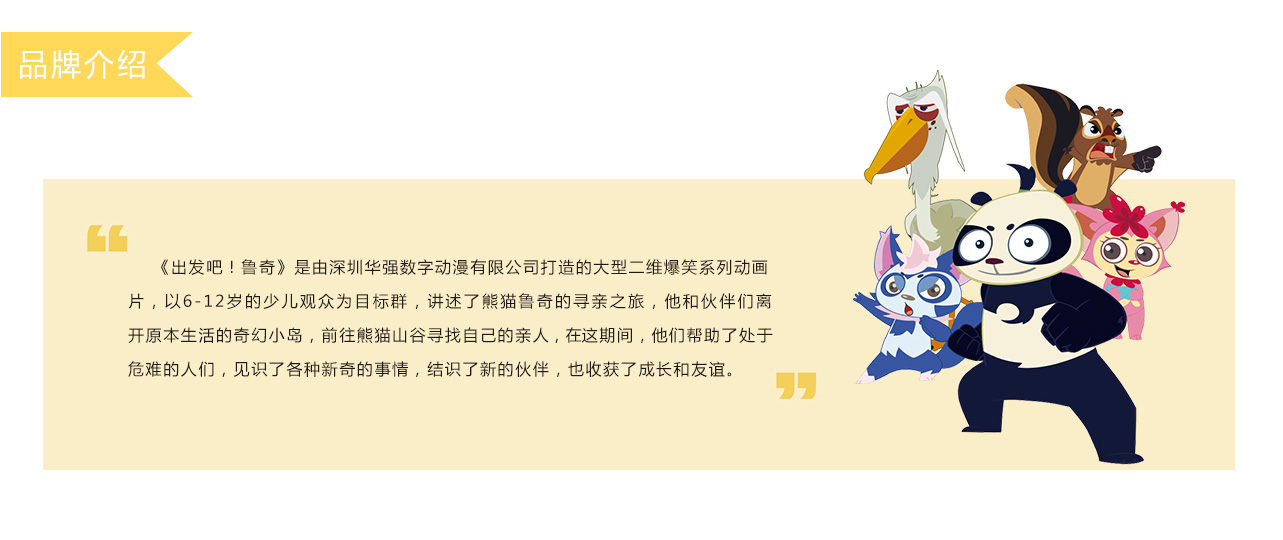 品牌介绍
《出发吧！鲁奇》是由深圳华强数字动漫有限公司打造的大型二维爆笑系列动画
片，以6-12岁的少儿观众为目标群，讲述了熊猫鲁奇的寻亲之旅，他和伙伴们离
开原本生活的奇幻小岛，前往熊猫山谷寻找自己的亲人，在这期间，他们帮助了处于
危难的人们，见识了各种新奇的事情，结识了新的伙伴，也收获了成长和友谊。